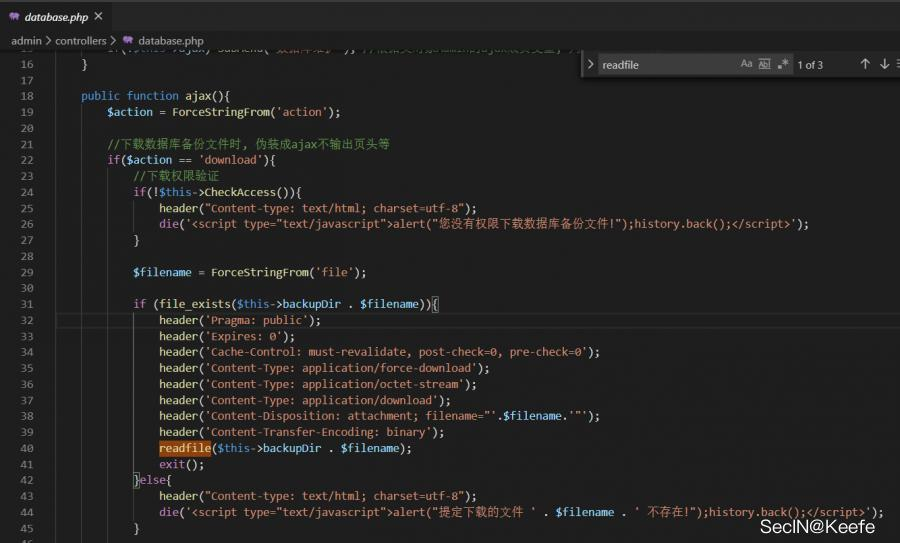 database.php
admin > controllers > database.php
readfile
Aa Abl .* 1 of 3
16 }
17
18 public function ajax(){
19 $action = ForceStringFrom('action');
20
21 //下载数据库备份文件时, 伪装成ajax不输出页头等
22 if($action == 'download'){
23 //下载权限验证
24 if(!$this->CheckAccess()){
25 header("Content-type: text/html; charset=utf-8");
26 die('<script type="text/javascript">alert("您没有权限下载数据库备份文件!");history.back();</script>');
27 }
28
29 $filename = ForceStringFrom('file');
30
31 if (file_exists($this->backupDir . $filename)){
32 header('Pragma: public');
33 header('Expires: 0');
34 header('Cache-Control: must-revalidate, post-check=0, pre-check=0');
35 header('Content-Type: application/force-download');
36 header('Content-Type: application/octet-stream');
37 header('Content-Type: application/download');
38 header('Content-Disposition: attachment; filename="'.$filename.'"');
39 header('Content-Transfer-Encoding: binary');
40 readfile($this->backupDir . $filename);
41 exit();
42 }else{
43 header("Content-type: text/html; charset=utf-8");
44 die('<script type="text/javascript">alert("提定下载的文件 ' . $filename . ' 不存在!");history.back();</script>');
45 }
SecIN@Keefe